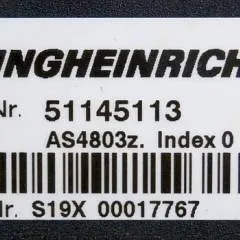 NGHEINRICH
Nr. 51145113
AS4803z. Index 0
Nr. S19X 00017767